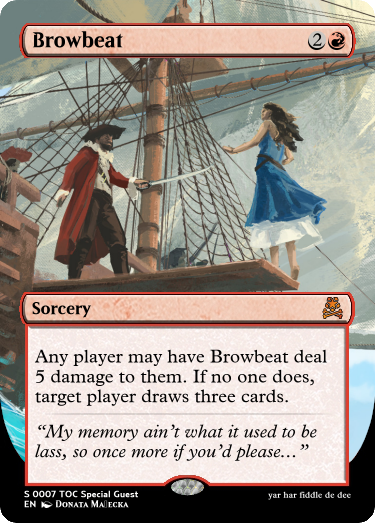 Browbeat 2
Sorcery
Any player may have Browbeat deal
5 damage to them. If no one does,
target player draws three cards.
“My memory ain’t what it used to be
lass, so once more if you’d please…”
S 0007 TOC Special Guest
EN DONATA MA|ECKA
yar har fiddle de dee